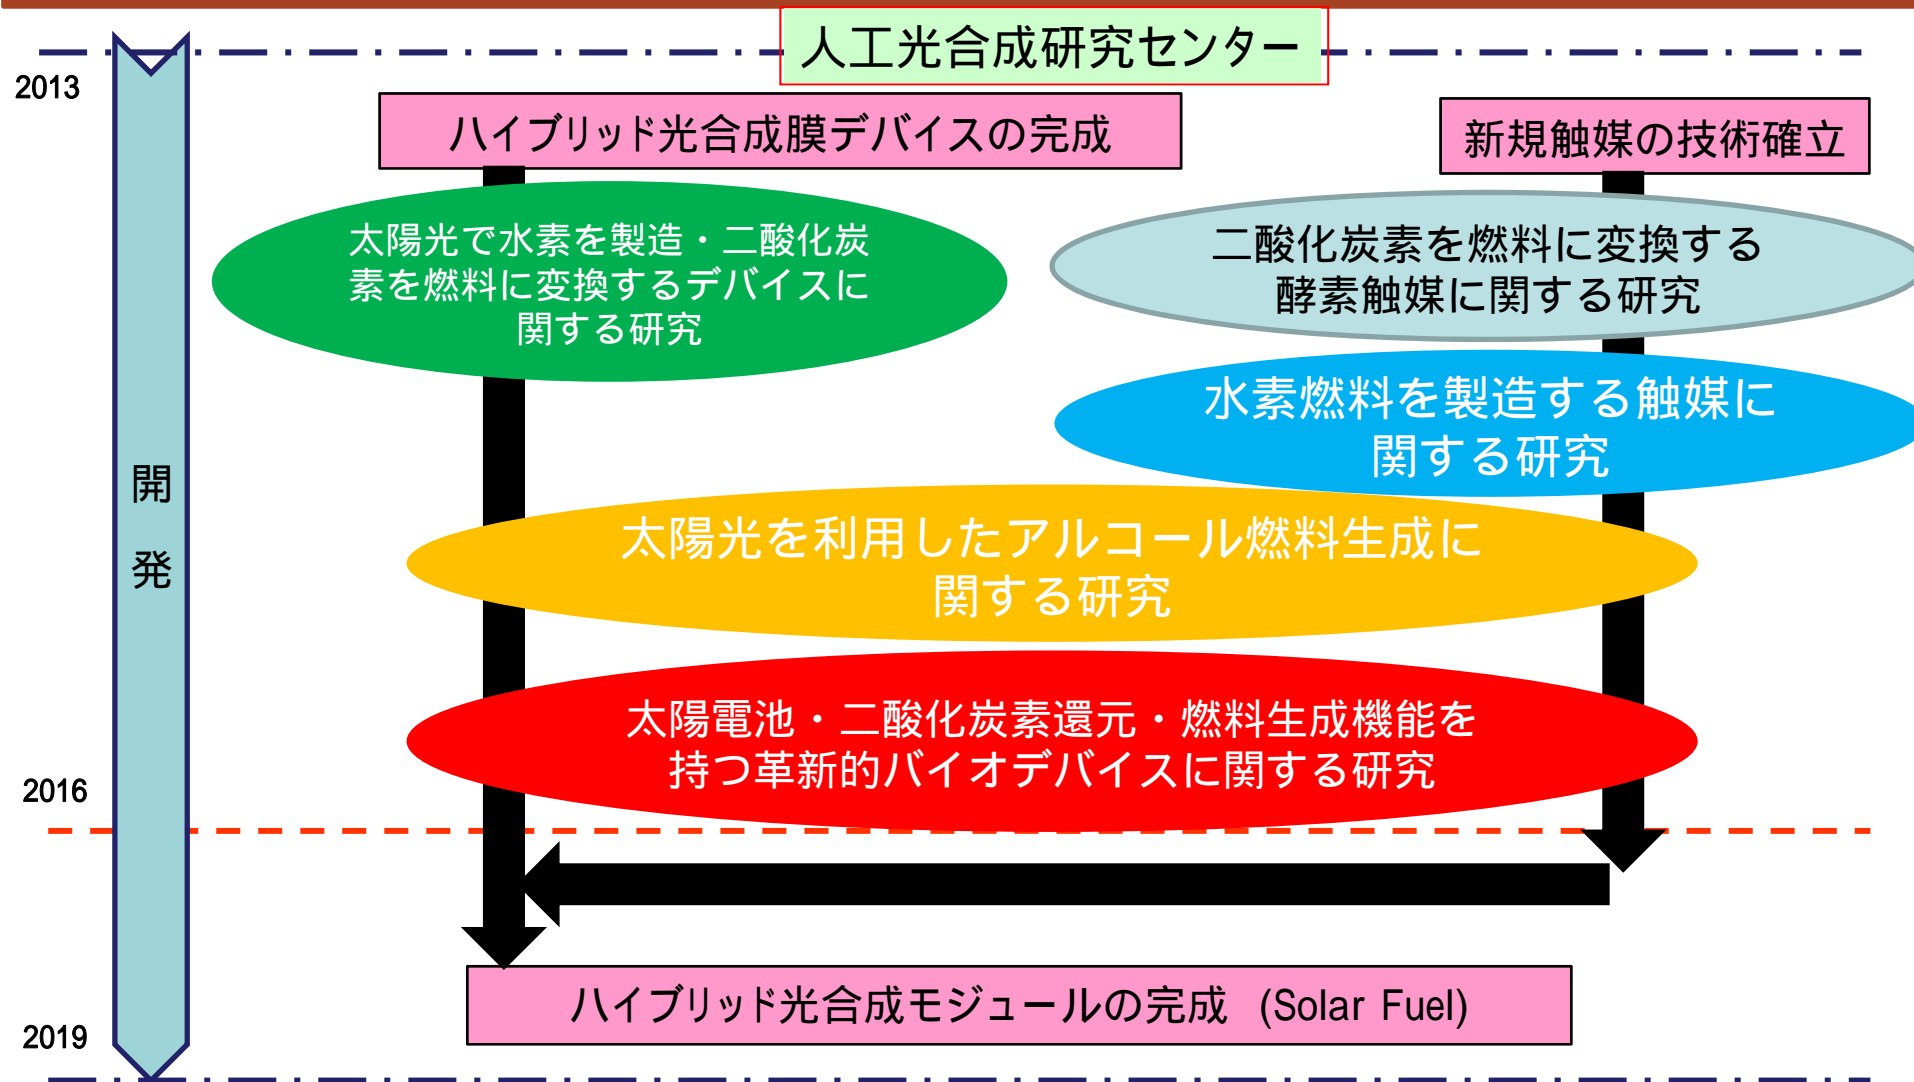 人工光合成研究センター
2013
ハイブリッド光合成膜デバイスの完成
新規触媒の技術確立
太陽光で水素を製造・二酸化炭
素を燃料に変換するデバイスに
関する研究
二酸化炭素を燃料に変換する
酵素触媒に関する研究
水素燃料を製造する触媒に
関する研究
開
発
太陽光を利用したアルコール燃料生成に
関する研究
太陽電池・二酸化炭素還元・燃料生成機能を
持つ革新的バイオデバイスに関する研究
2016
ハイブリッド光合成モジュールの完成 (Solar Fuel)
2019